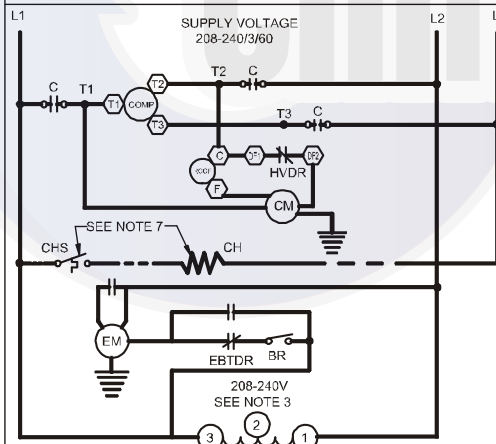 L1
SUPPLY VOLTAGE
208-240/3/60
L2
L
C
T1
T1
COMP
T2
T3
T2
C
T3
C
C
DF1
DF2
HVDR
F
CM
SEE NOTE 7
CHS
CH
EM
EBTDR
BR
208-240V
SEE NOTE 3
3
2
1